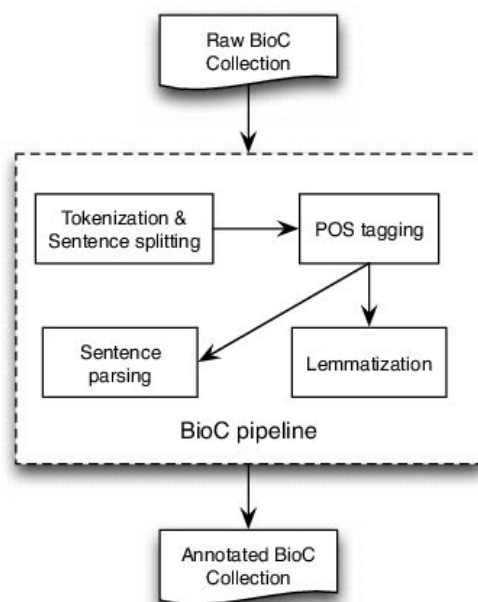 Raw BioC
Collection
Tokenization &
Sentence splitting
POS tagging
Sentence
parsing
Lemmatization
BioC pipeline
Annotated BioC
Collection